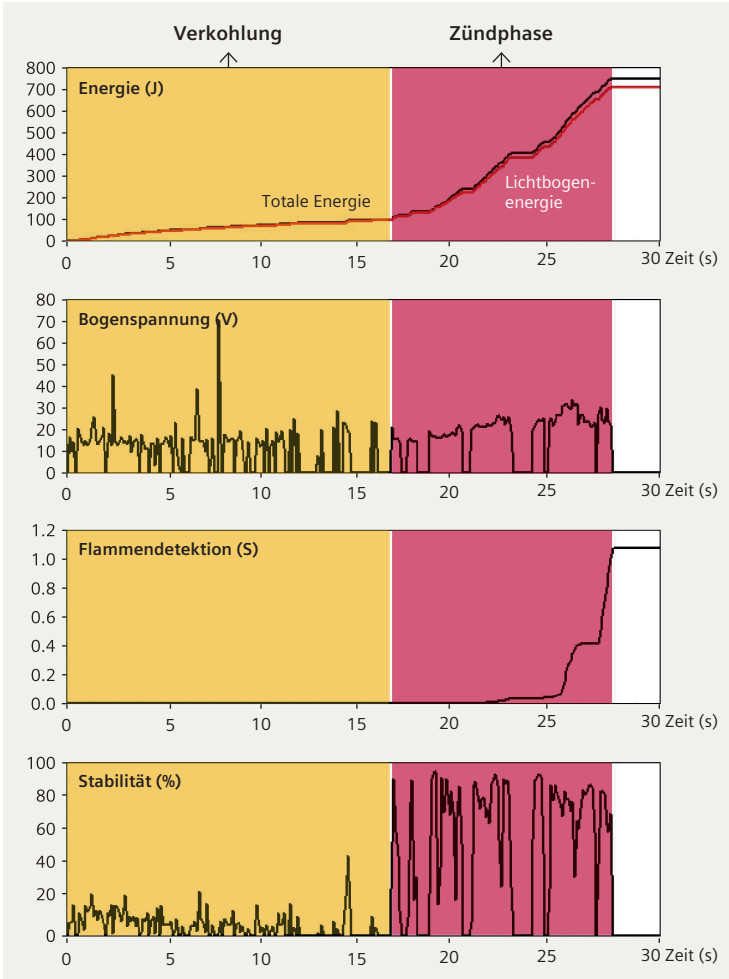 Verkohlung Zündphase
800
Energie (J)
700
600
500
400
300
Lichtbogen-
energie
200
Totale Energie
100
0
0 5 10 15 20 25 30 Zeit (s)
80
Bogenspannung (V)
70
60
50
40
30
20
10
0
0 5 10 15 20 25 30 Zeit (s)
1.2
Flammendetektion (S)
1.0
0.8
0.6
0.4
0.2
0.0
0 5 10 15 20 25 30 Zeit (s)
100
Stabilität (%)
80
60
40
20
0
0 5 10 15 20 25 30 Zeit (s)